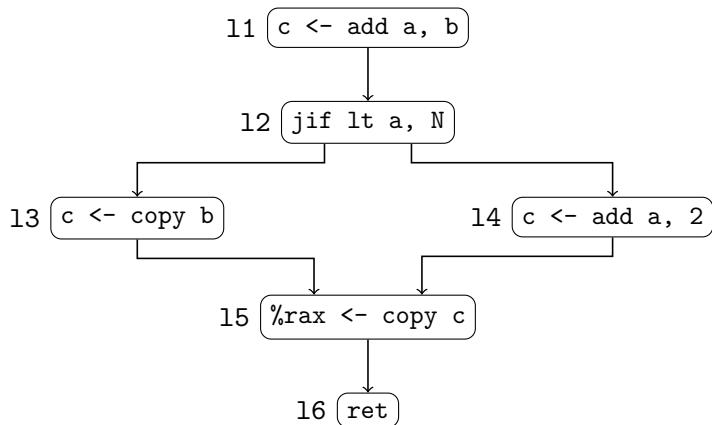 l1 c <- add a, b
l2 jif lt a, N
l3 c <- copy b l4 c <- add a, 2
l5 %rax <- copy c
l6 ret